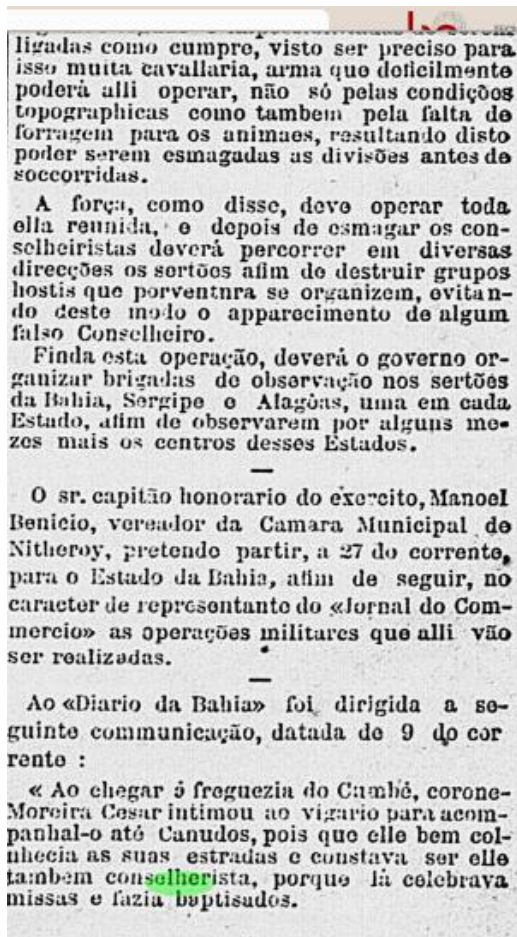 ligadas como cumpre, visto ser preciso para
isso muita cavallaria, arma que deficilmente
poderá alli operar, não só pelas condições
topographicas como tambem pela falta de
forragem para os animaes, resultando disto
poder serem esmagadas as divisões antes de
soccorridas.
A força, como disse, deve operar toda
ella reunida, e depois de esmagar os con-
selheiristas deverá percorrer em diversas
direcções os sertões afim de destruir grupos
hostis que porventnra se organizem, evitan-
do deste modo o apparecimento de algum
falso Conselheiro.
Finda esta operação, deverá o governo or-
ganizar brigadas de observação nos sertões
da Bahia, Sergipe e Alagôas, uma em cada
Estado, afim de observarem por alguns me-
zes mais os centros desses Estados.
O sr. capitão honorario do exercito, Manoel
Benicio, vereador da Camara Municipal de
Nitheroy, pretende partir, a 27 do corrente,
para o Estado da Bahia, afim de seguir, no
caracter de representante do «Jornal do Com-
mercio» as operações militares que alli vão
ser realizadas.
Ao «Diario da Bahia» foi dirigida a se-
guinte communicação, datada de 9 do cor
rente :
« Ao chegar á freguezia do Cumbé, corone-
Moreira Cesar intimou ao vigario para acom-
panhal-o até Canudos, pois que elle bem col-
nhecia as suas estradas e constava ser elle
tambem conselherista, porque lá celebrava
missas e fazia baptisados.